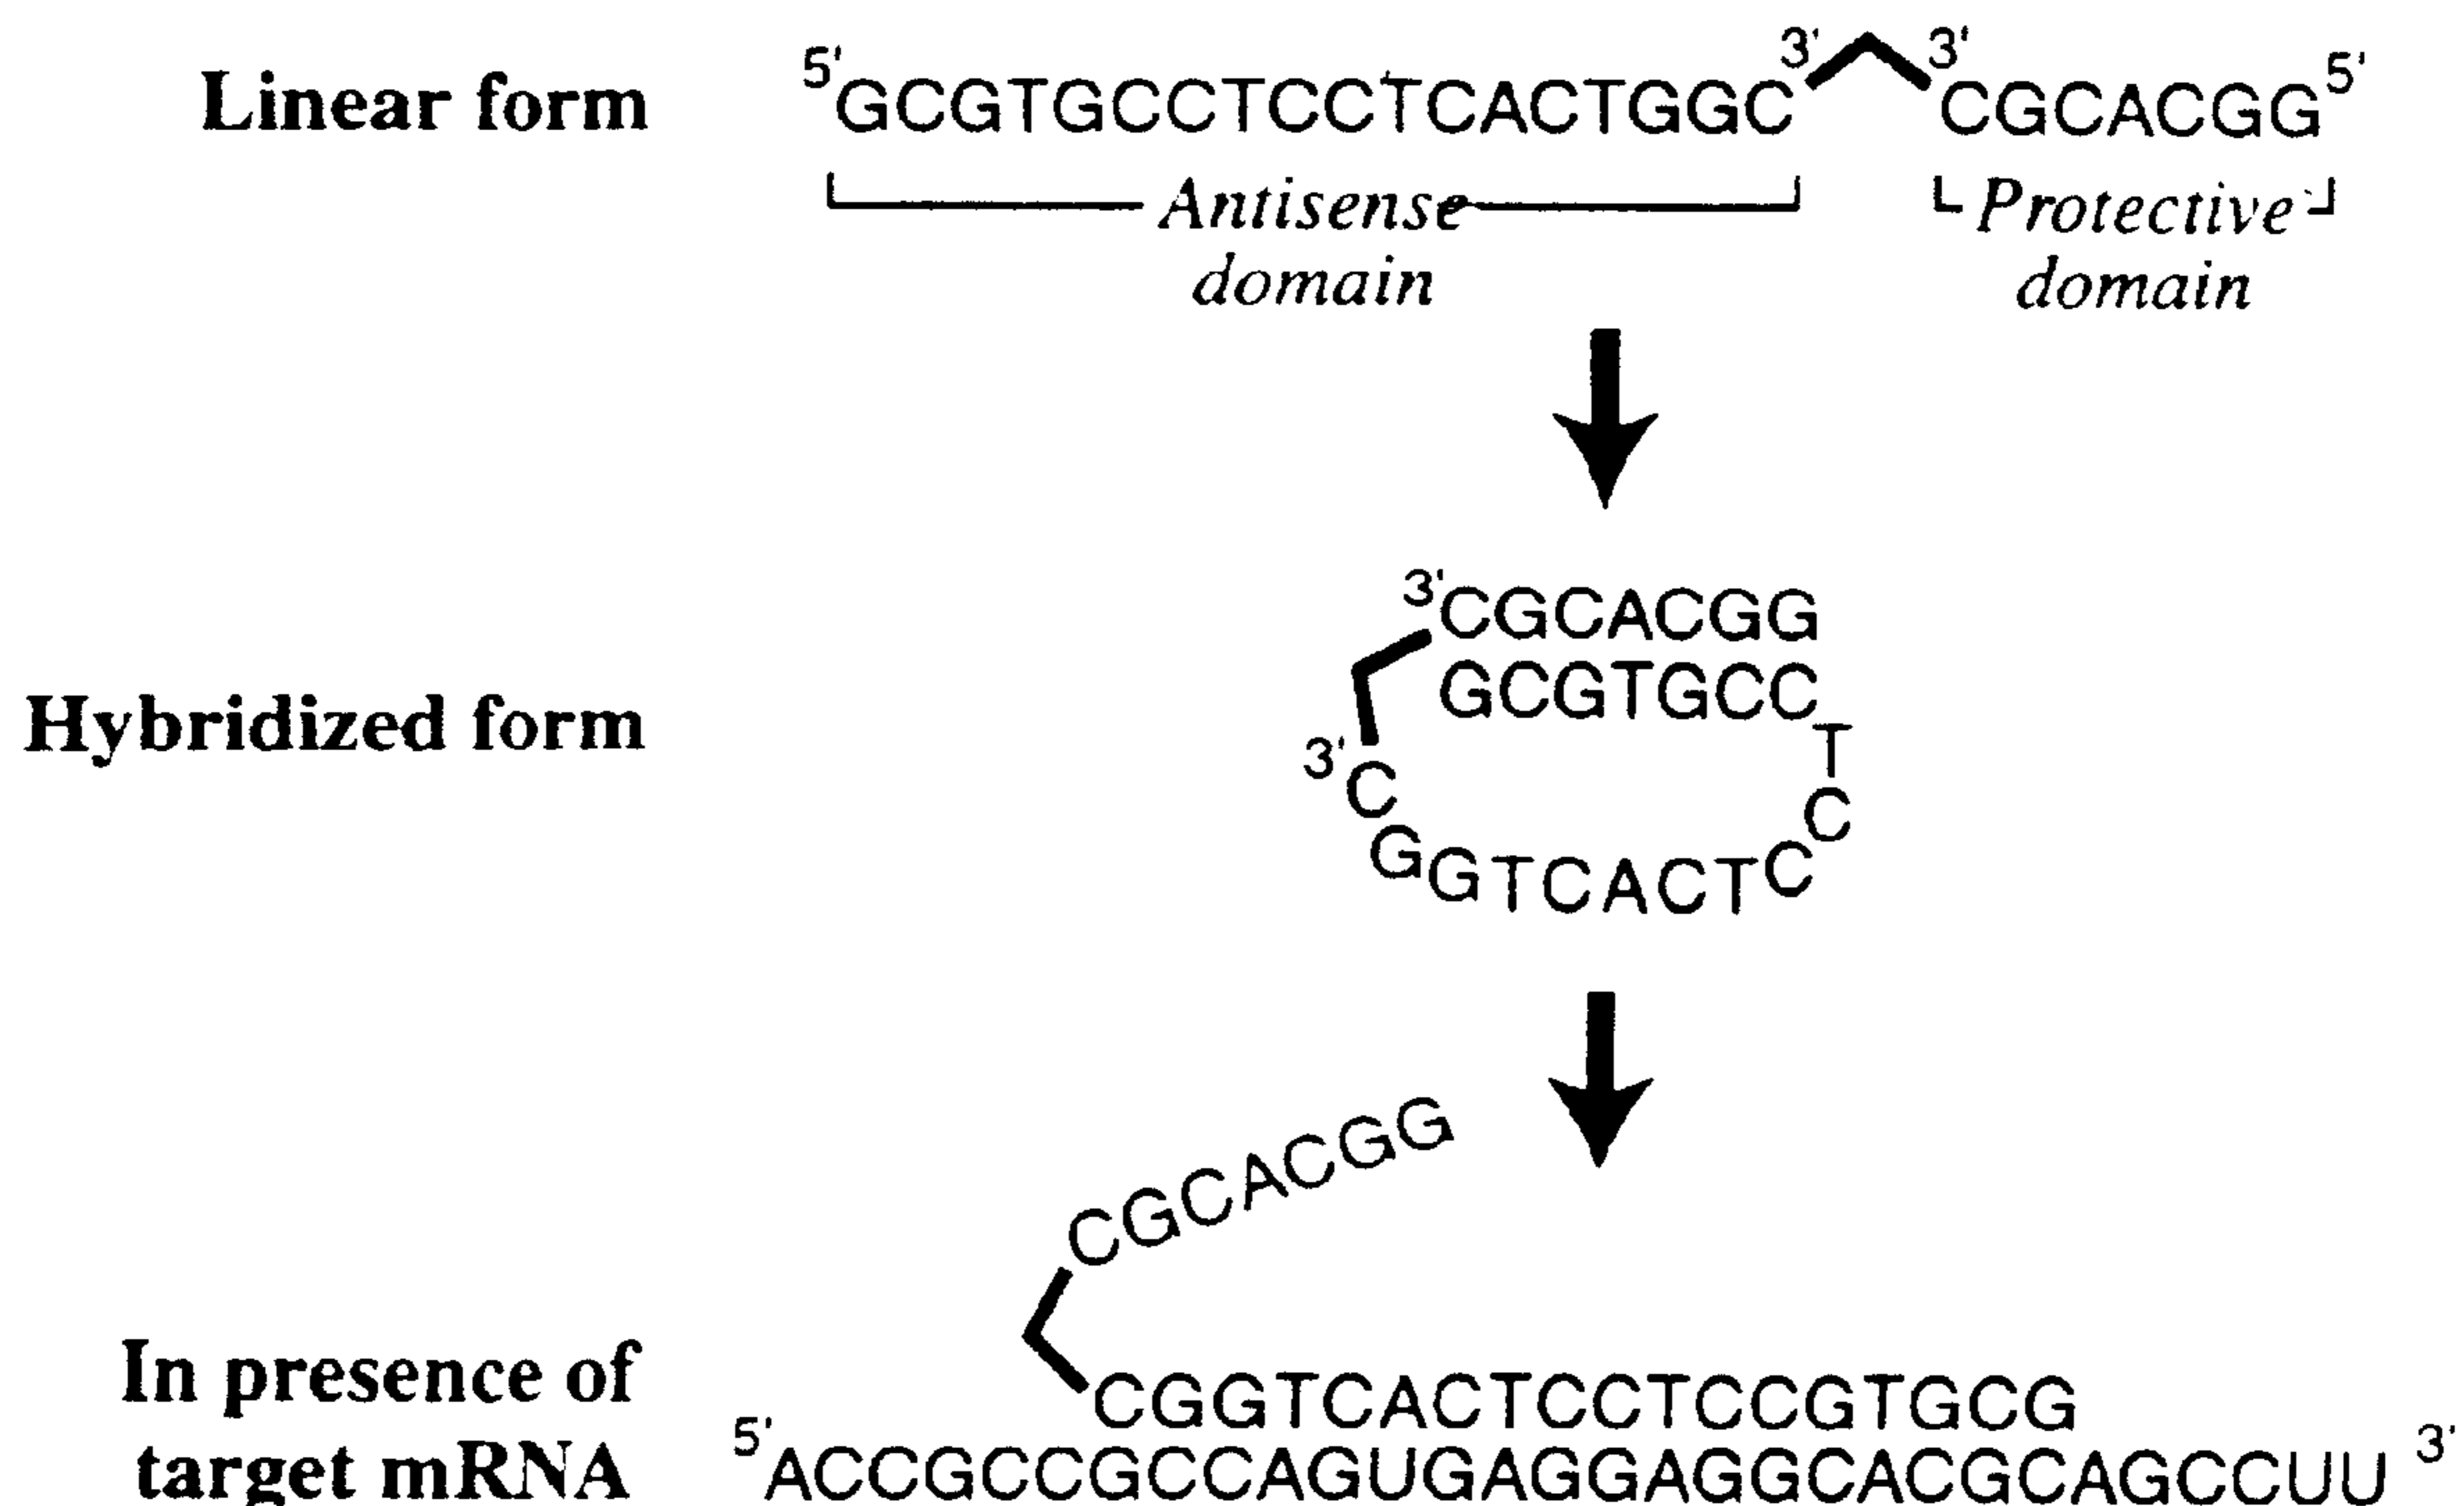 Linear form
5'GCGTGCCTCCTCACTGGC3' 3'CGCACGG5'
Antisense domain
Protective domain
3'CGCACGG
Hybridized form
GCGTGCC
T
3'C
C
GGTCACTC
CGCACGG
In presence of
target mRNA
CGGTCACTCCTCCGTGCG
5'ACCGCCGCCAGUGAGGAGGCACGCAGCCUU 3'